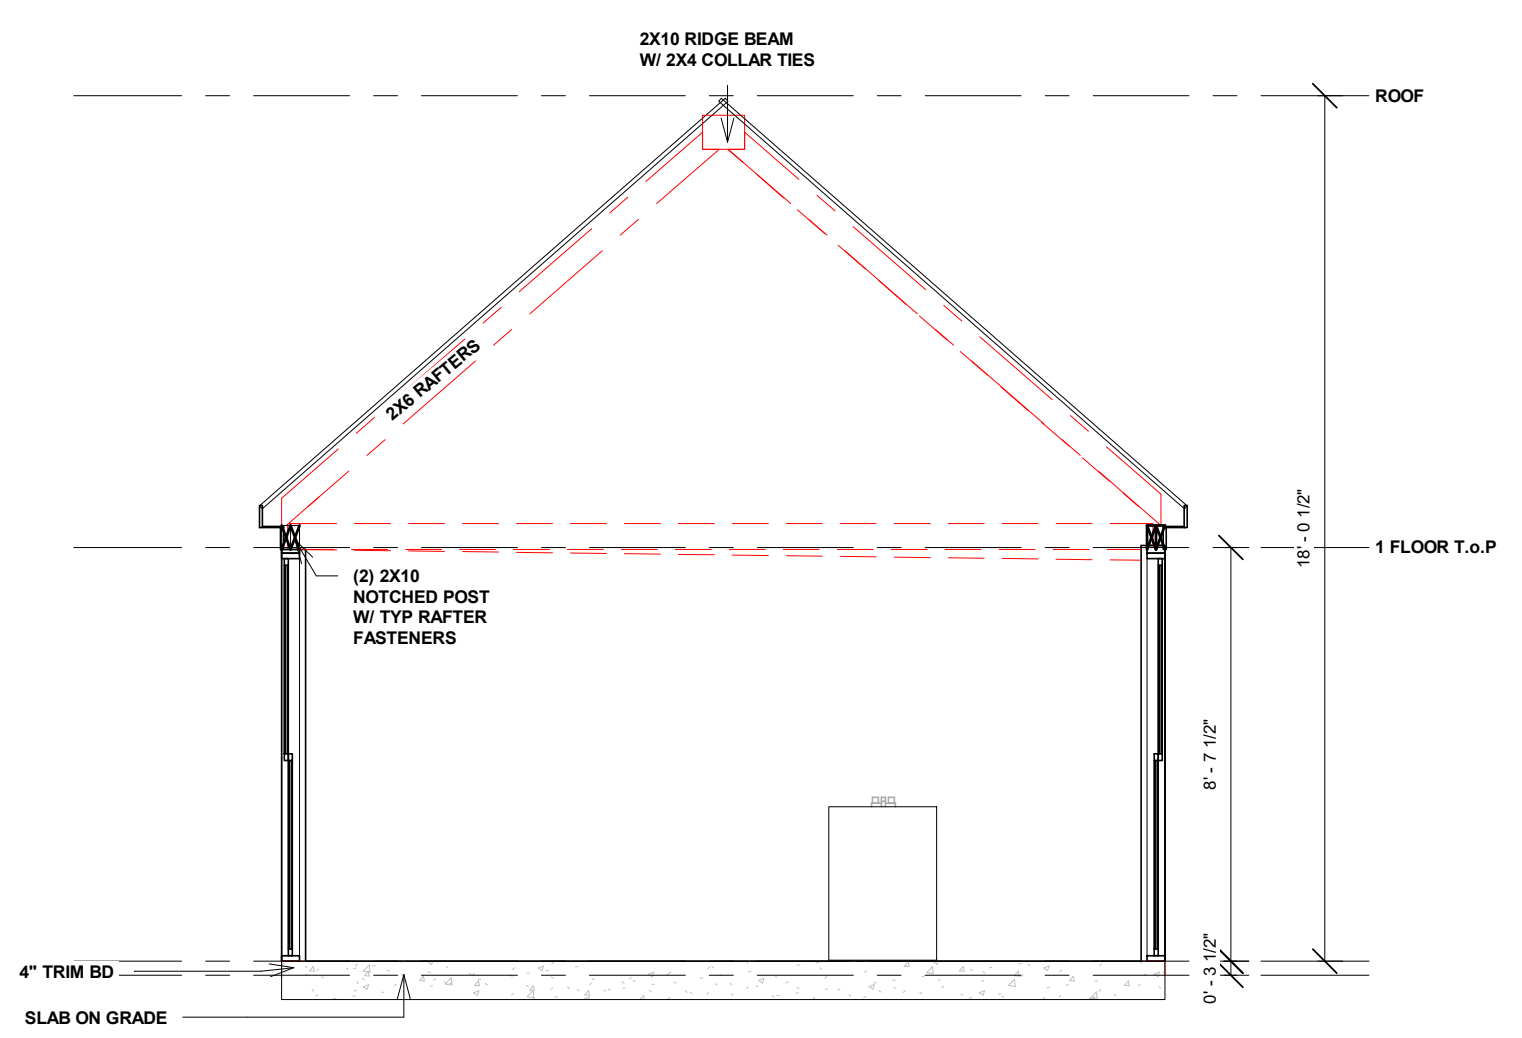 2X10 RIDGE BEAM
W/ 2X4 COLLAR TIES
ROOF
2X6 RAFTERS
18' - 0 1/2"
1 FLOOR T.o.P
(2) 2X10
NOTCHED POST
W/ TYP RAFTER
FASTENERS
8' - 7 1/2"
0' - 3 1/2"
4" TRIM BD
SLAB ON GRADE